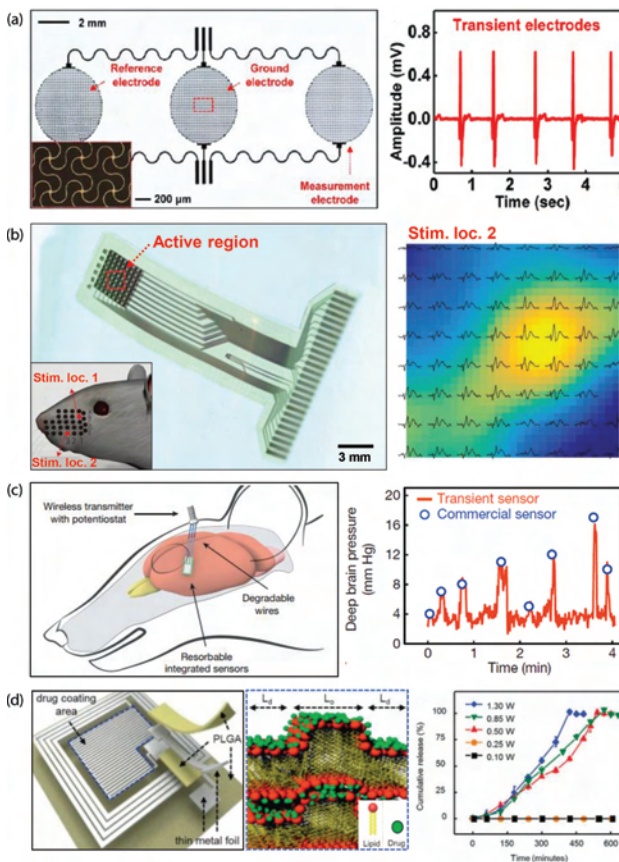 (a)
2 mm
Reference
electrode
Ground
electrode
Measurement
electrode
200 μm
Transient electrodes
Amplitude (mV)
0.8
0.4
0.0
-0.4
0 1 2 3 4 5
Time (sec)
(b)
Active region
Stim. loc. 1
Stim. loc. 2
3 mm
Stim. loc. 2
(c)
Wireless transmitter
with potentiostat
Degradable
wires
Resorbable
integrated sensors
Deep brain pressure
(mm Hg)
20
16
12
8
4
0
Transient sensor
Commercial sensor
0 1 2 3 4
Time (min)
(d)
drug coating
area
PLGA
thin metal foil
Ld Lo Ld
Lipid Drug
Cumulative release (%)
100
75
50
25
0
1.30 W
0.85 W
0.50 W
0.25 W
0.10 W
0 150 300 450 600
Time (minutes)